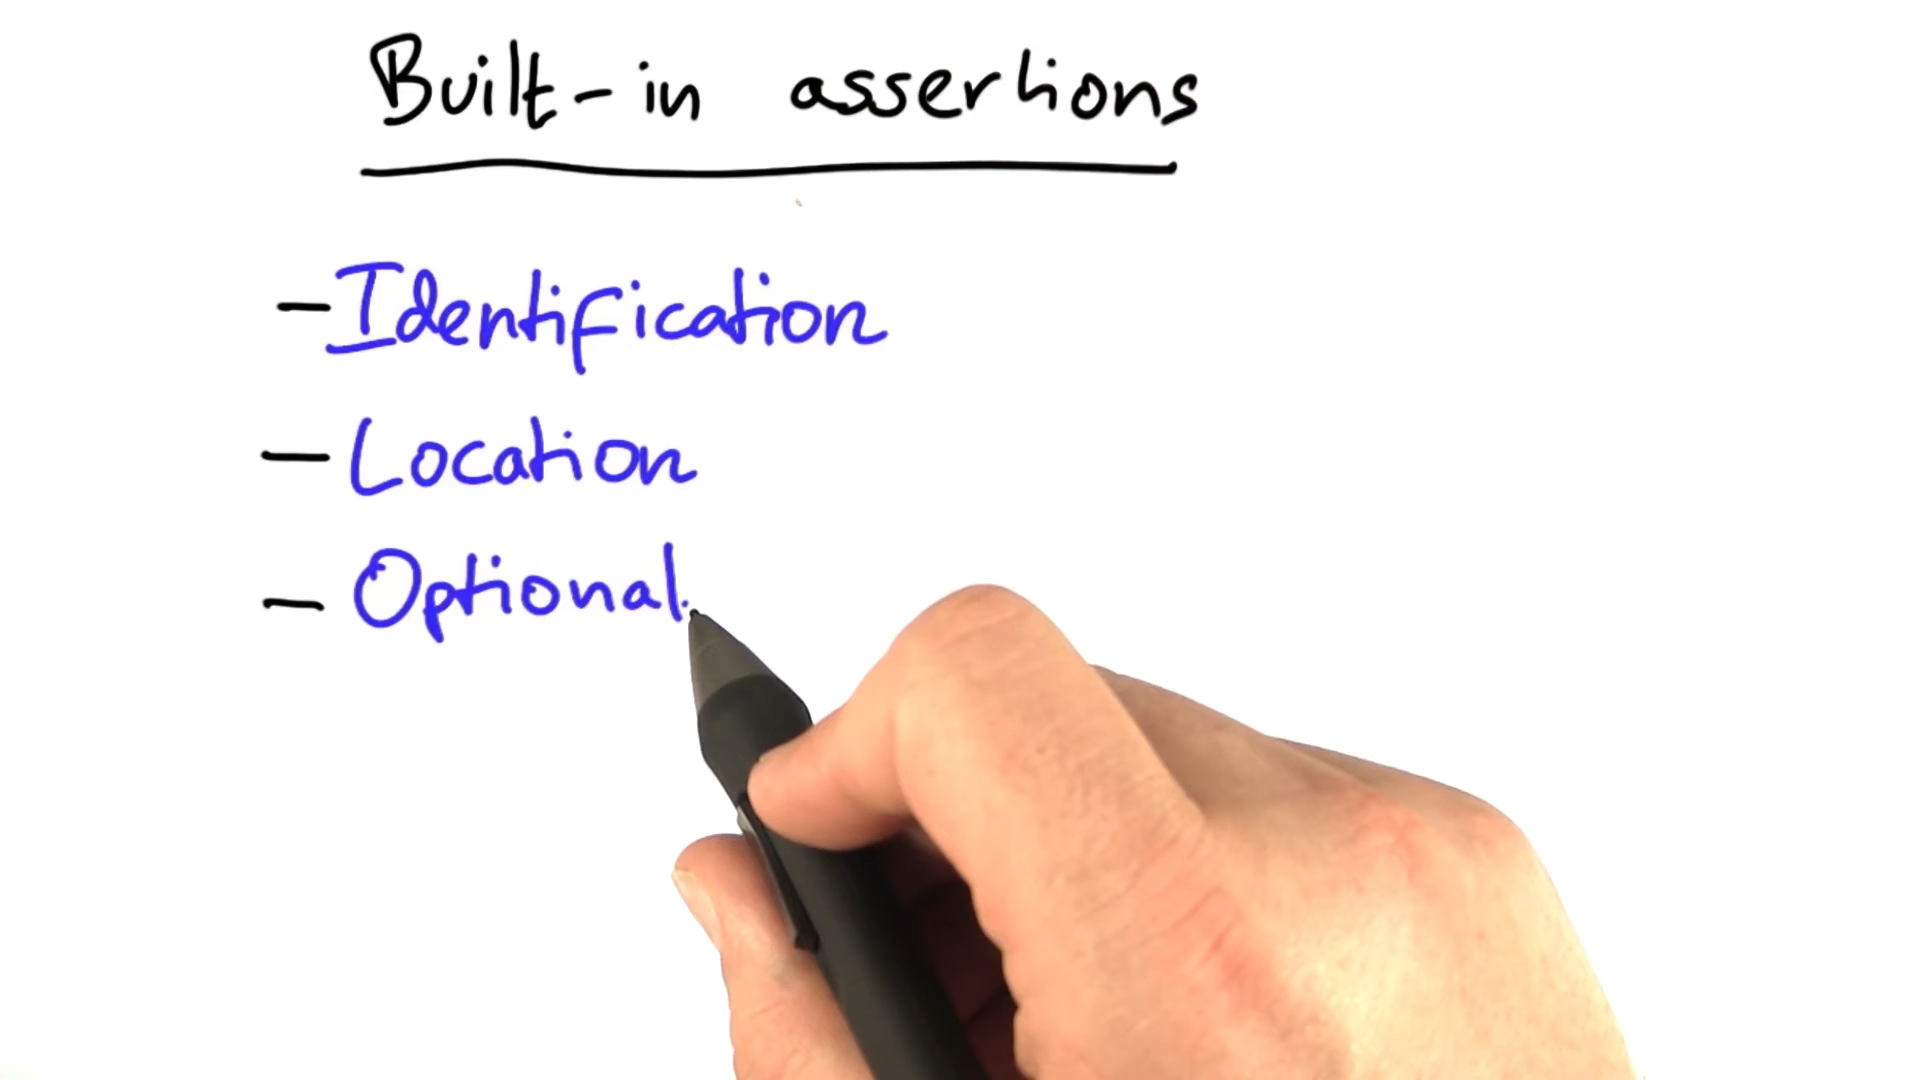 Built-in assertions
- Identification
- Location
- Optional